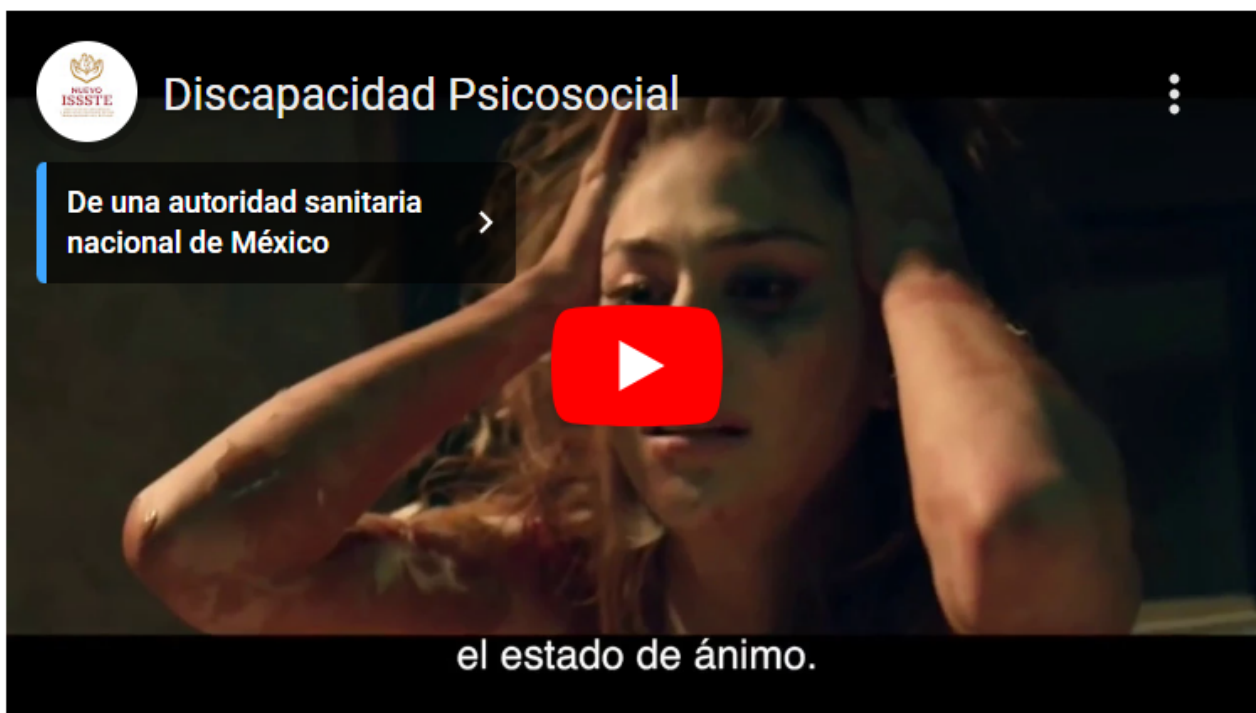 NUEVO
ISSSTE
Discapacidad Psicosocial
De una autoridad sanitaria
nacional de México
el estado de ánimo.